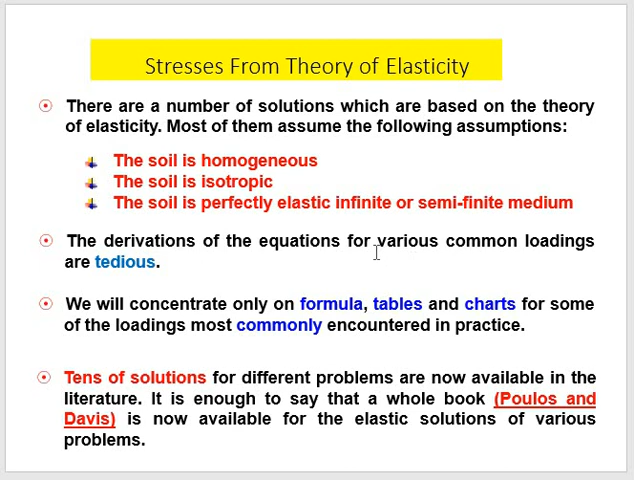 Stresses From Theory of Elasticity
There are a number of solutions which are based on the theory
of elasticity. Most of them assume the following assumptions:
The soil is homogeneous
The soil is isotropic
The soil is perfectly elastic infinite or semi-finite medium
The derivations of the equations for various common loadings
are tedious.
We will concentrate only on formula, tables and charts for some
of the loadings most commonly encountered in practice.
Tens of solutions for different problems are now available in the
literature. It is enough to say that a whole book (Poulos and
Davis) is now available for the elastic solutions of various
problems.